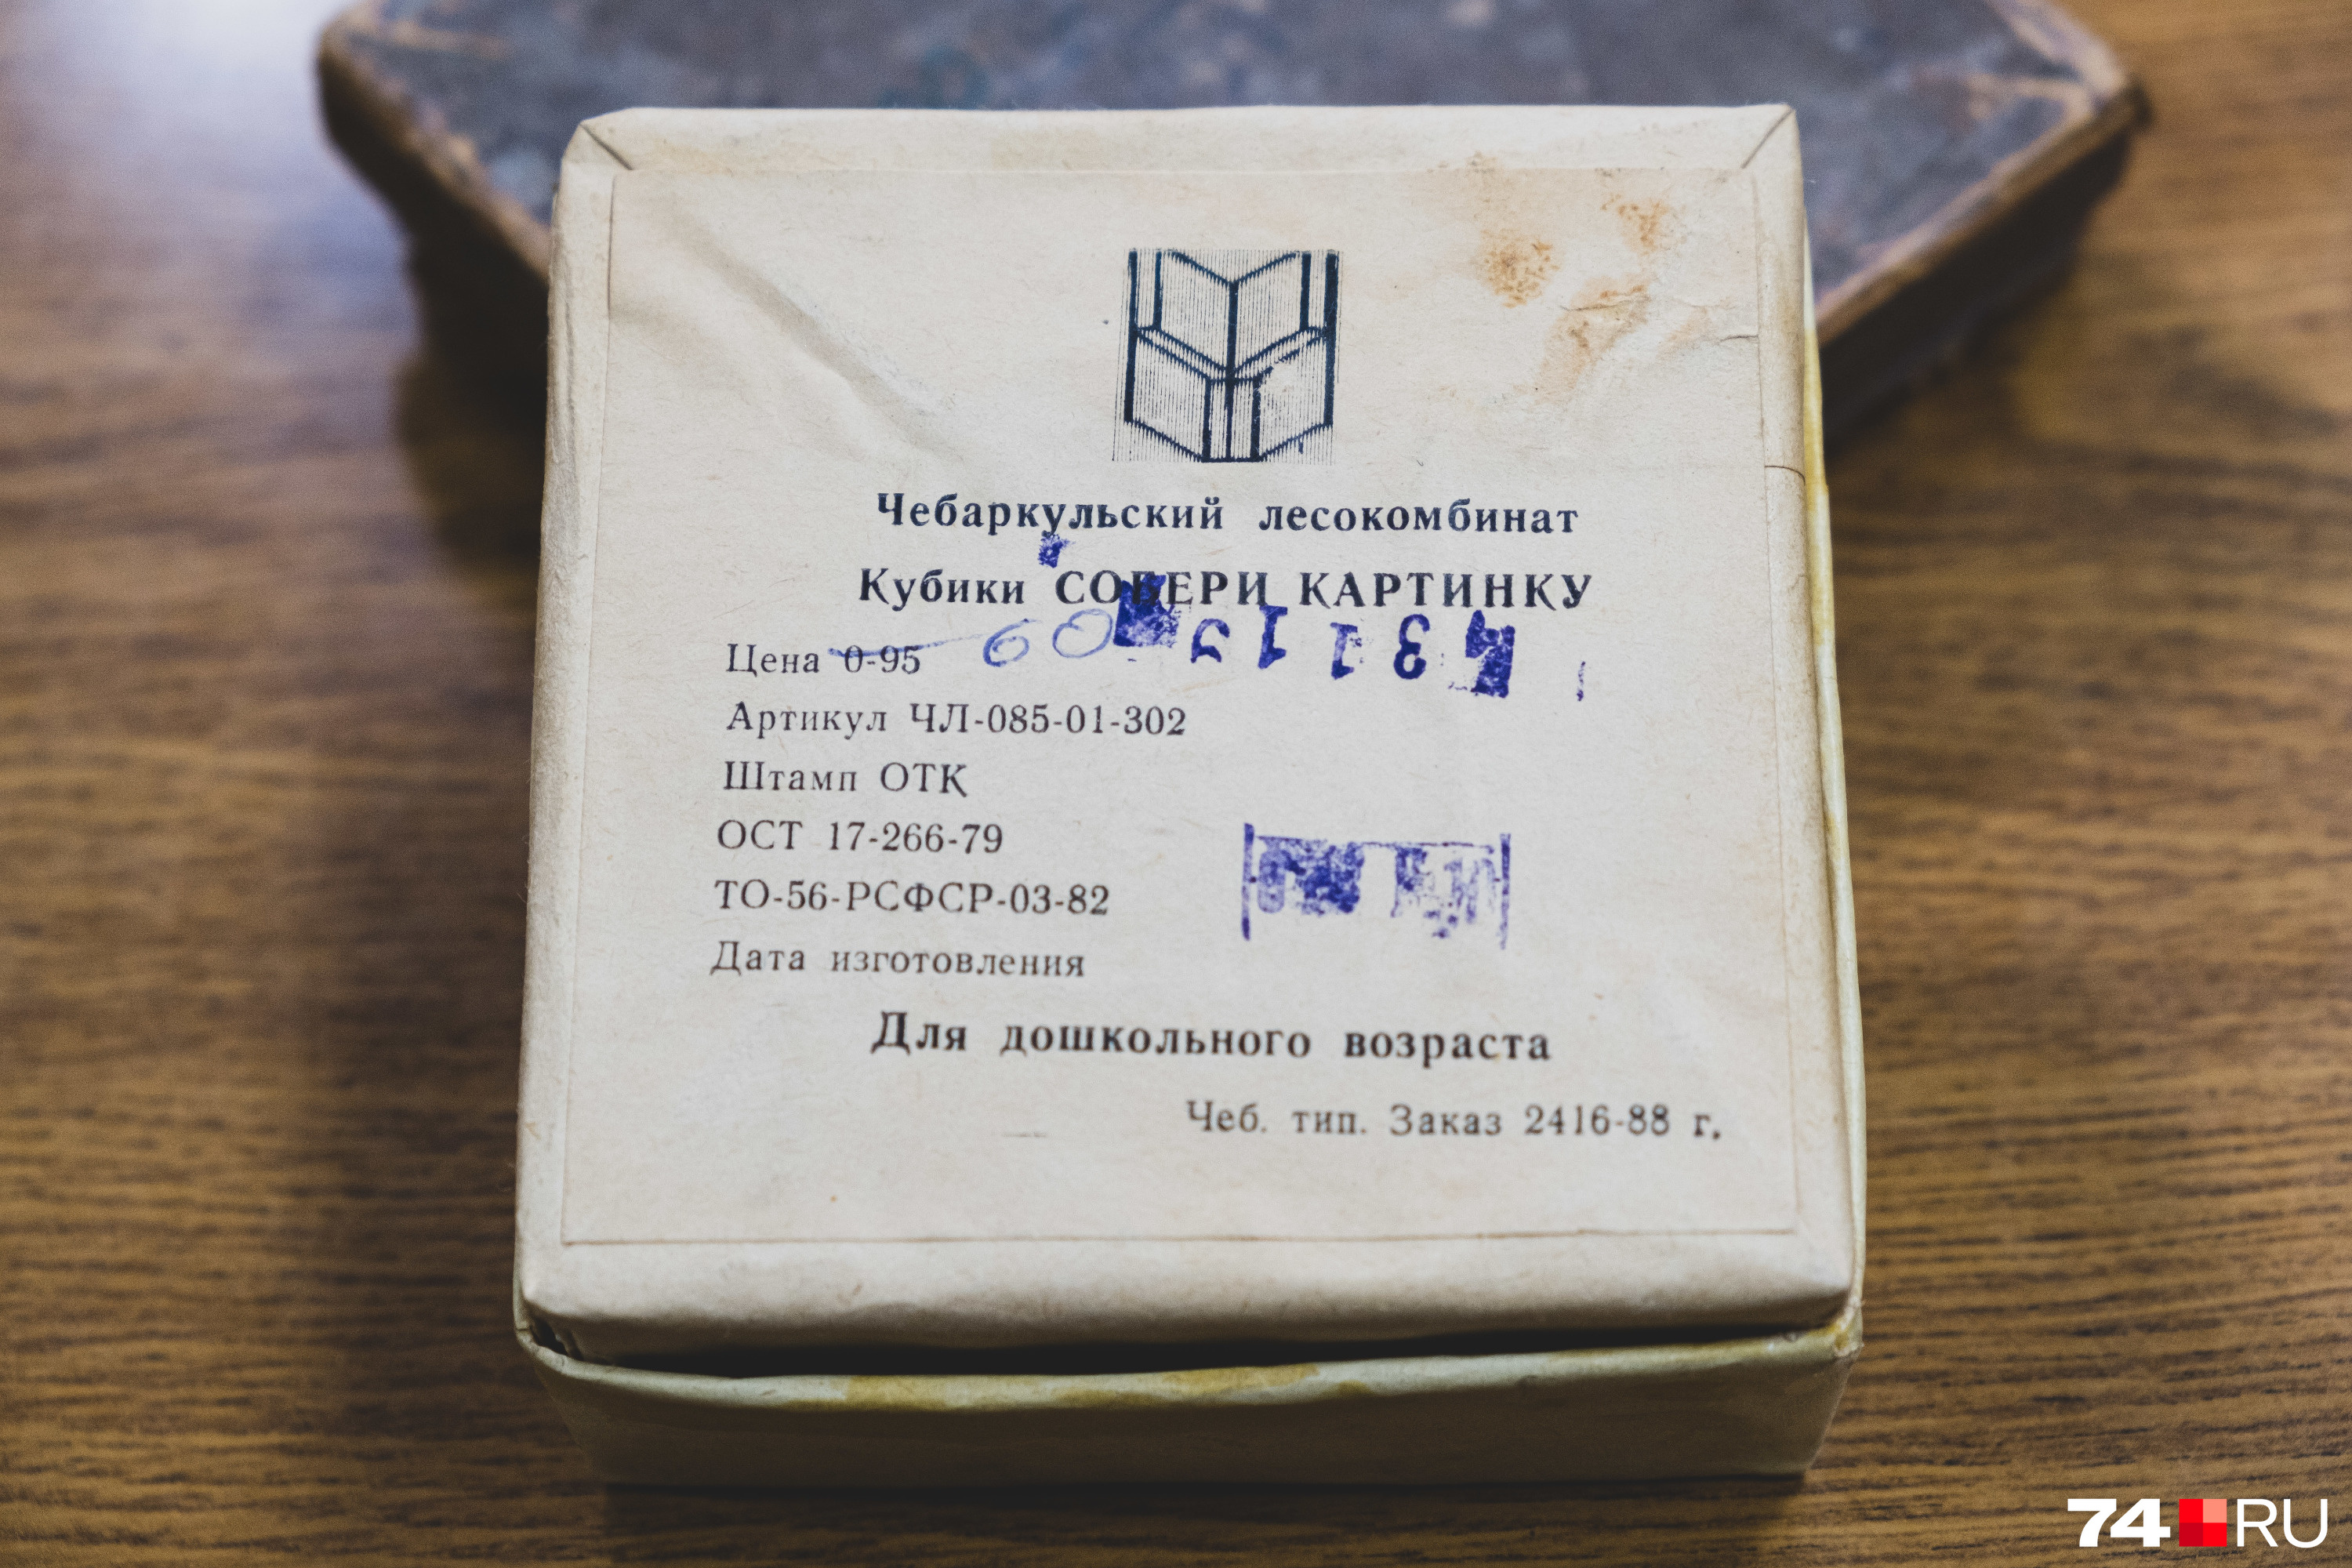 Чебаркульский лесокомбинат
Кубики СОБЕРИ КАРТИНКУ
Цена 0-95 60
Артикул ЧЛ-085-01-302
Штамп ОТК
ОСТ 17-266-79
ТО-56-РСФСР-03-82
Дата изготовления
Для дошкольного возраста
Чеб. тип. Заказ 2416-88 г.
74 RU